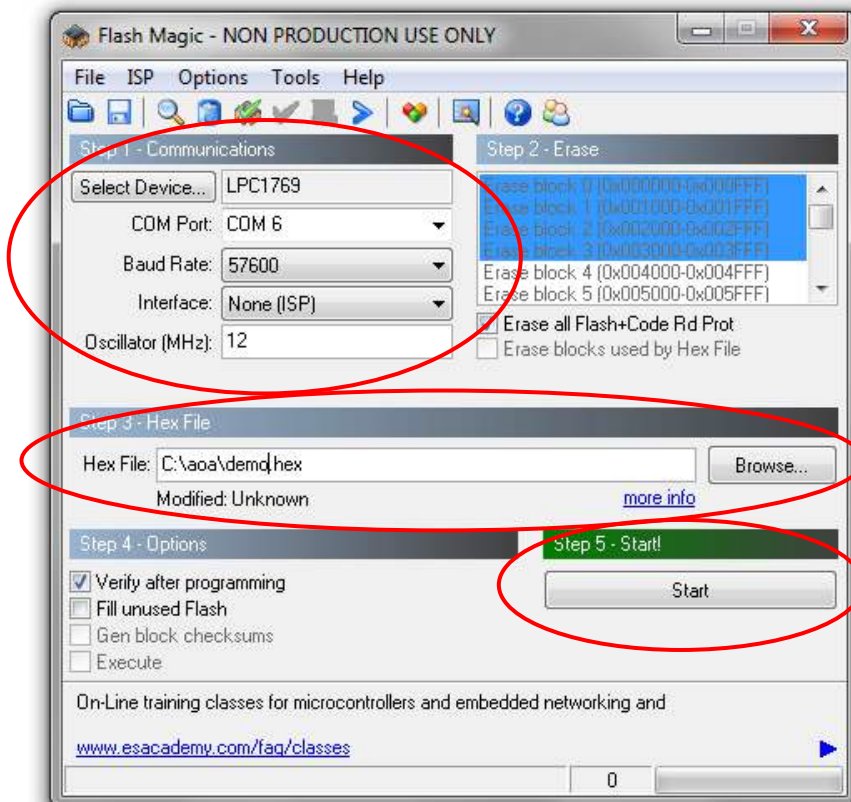 Flash Magic - NON PRODUCTION USE ONLY
File ISP Options Tools Help
Step 1 - Communications
Select Device... LPC1769
COM Port: COM 6
Baud Rate: 57600
Interface: None (ISP)
Oscillator (MHz): 12
Step 2 - Erase
Erase block 0 (0x000000-0x000FFF)
Erase block 1 (0x001000-0x001FFF)
Erase block 2 (0x002000-0x002FFF)
Erase block 3 (0x003000-0x003FFF)
Erase block 4 (0x004000-0x004FFF)
Erase block 5 (0x005000-0x005FFF)
Erase all Flash+Code Rd Prot
Erase blocks used by Hex File
Step 3 - Hex File
Hex File: C:\aoa\demo.hex Browse...
Modified: Unknown more info
Step 4 - Options
Verify after programming
Fill unused Flash
Gen block checksums
Execute
Step 5 - Start!
Start
On-Line training classes for microcontrollers and embedded networking and
www.esacademy.com/faq/classes
0